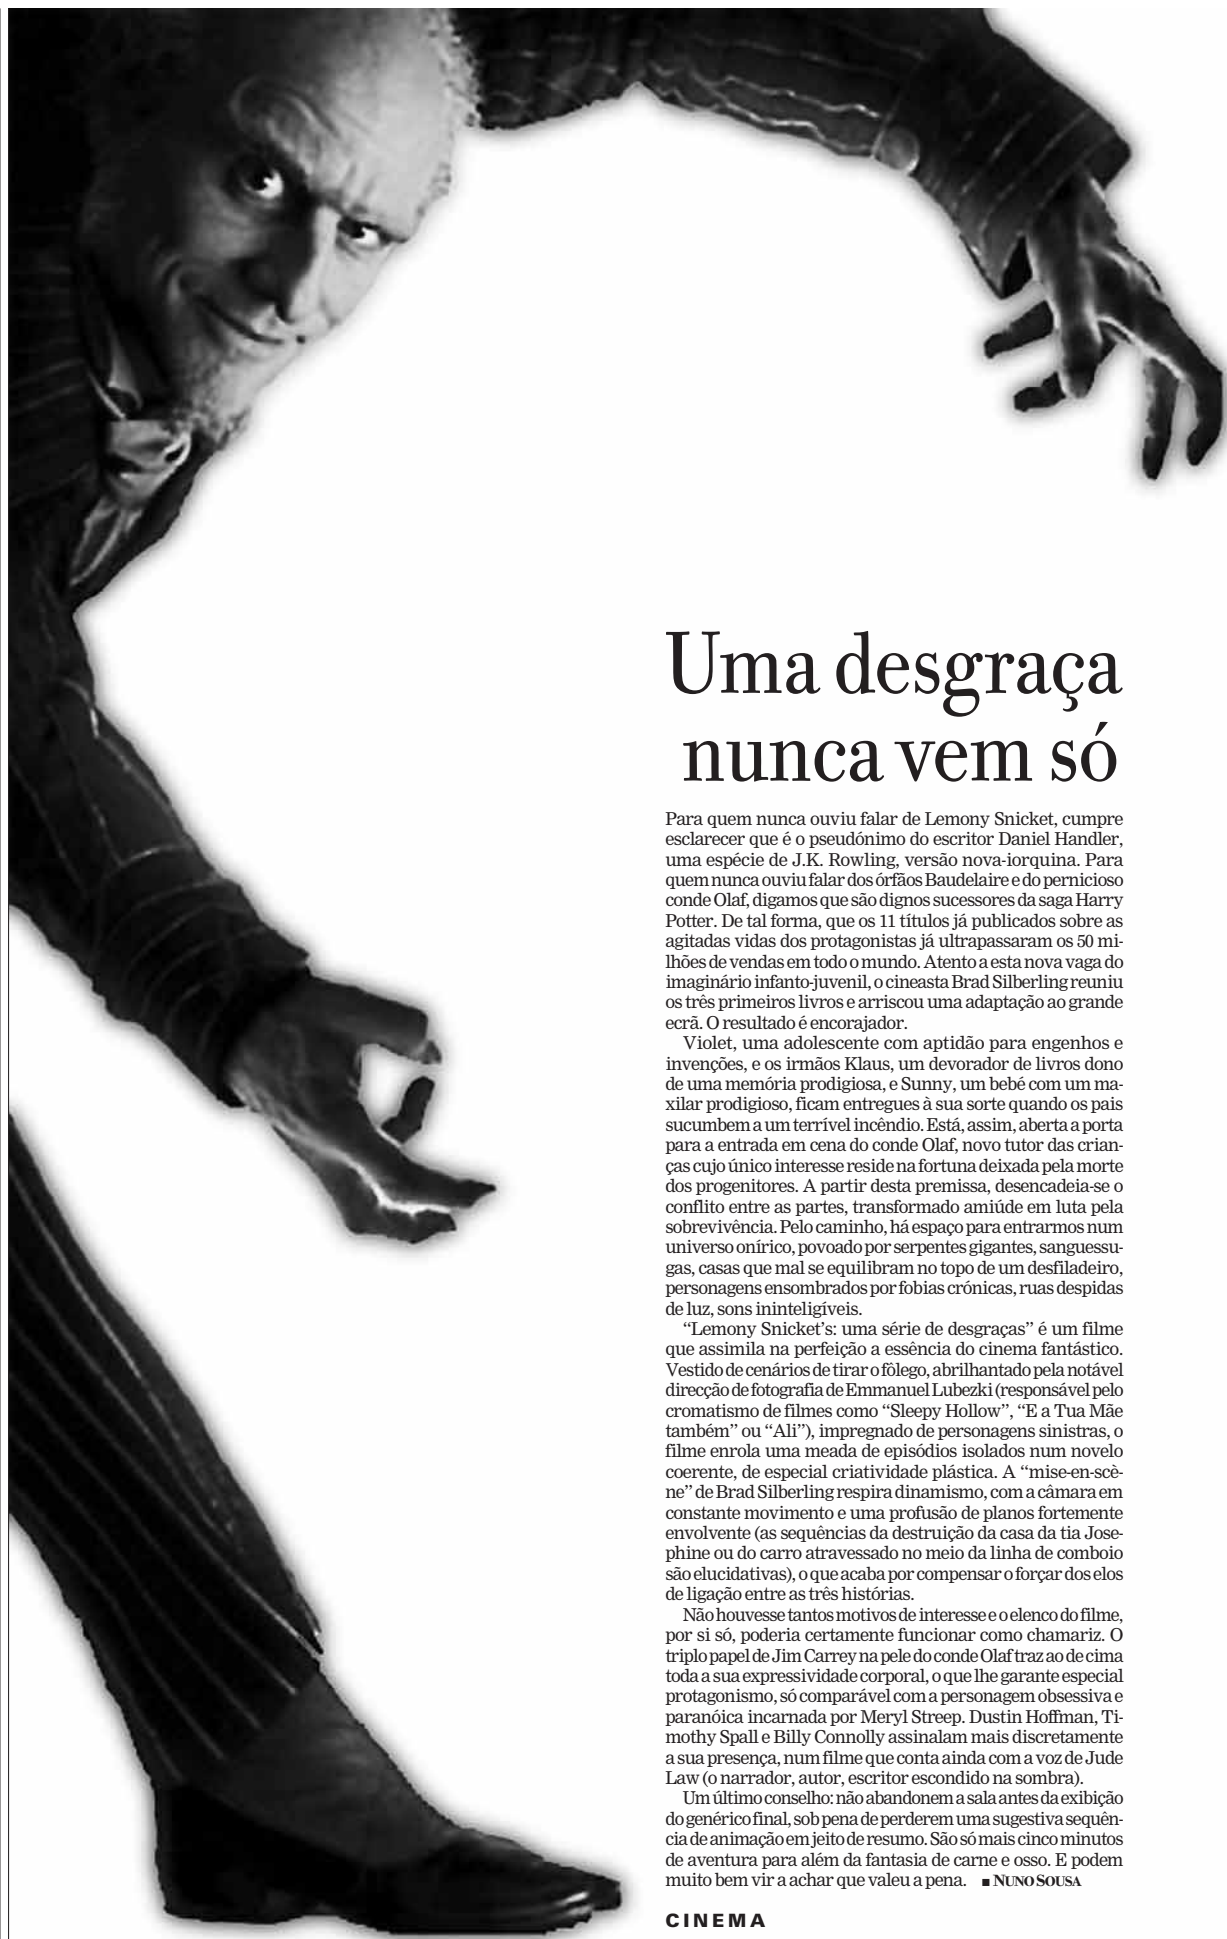 Uma desgraça
nunca vem só
Para quem nunca ouviu falar de Lemony Snicket, cumpre
esclarecer que é o pseudónimo do escritor Daniel Handler,
uma espécie de J.K. Rowling, versão nova-iorquina. Para
quem nunca ouviu falar dos órfãos Baudelaire e do pernicioso
conde Olaf, digamos que são dignos sucessores da saga Harry
Potter. De tal forma, que os 11 títulos já publicados sobre as
agitadas vidas dos protagonistas já ultrapassaram os 50 mi-
lhões de vendas em todo o mundo. Atento a esta nova vaga do
imaginário infanto-juvenil, o cineasta Brad Silberling reuniu
os três primeiros livros e arriscou uma adaptação ao grande
ecrã. O resultado é encorajador.
Violet, uma adolescente com aptidão para engenhos e
invenções, e os irmãos Klaus, um devorador de livros dono
de uma memória prodigiosa, e Sunny, um bebé com um ma-
xilar prodigioso, ficam entregues à sua sorte quando os pais
sucumbem a um terrível incêndio. Está, assim, aberta a porta
para a entrada em cena do conde Olaf, novo tutor das crian-
ças cujo único interesse reside na fortuna deixada pela morte
dos progenitores. A partir desta premissa, desencadeia-se o
conflito entre as partes, transformado amiúde em luta pela
sobrevivência. Pelo caminho, há espaço para entrarmos num
universo onírico, povoado por serpentes gigantes, sanguessu-
gas, casas que mal se equilibram no topo de um desfiladeiro,
personagens ensombrados por fobias crónicas, ruas despidas
de luz, sons ininteligíveis.
“Lemony Snicket’s: uma série de desgraças” é um filme
que assimila na perfeição a essência do cinema fantástico.
Vestido de cenários de tirar o fôlego, abrilhantado pela notável
direcção de fotografia de Emmanuel Lubezki (responsável pelo
cromatismo de filmes como “Sleepy Hollow”, “E a Tua Mãe
também” ou “Ali”), impregnado de personagens sinistras, o
filme enrola uma meada de episódios isolados num novelo
coerente, de especial criatividade plástica. A “mise-en-scè-
ne” de Brad Silberling respira dinamismo, com a câmara em
constante movimento e uma profusão de planos fortemente
envolvente (as sequências da destruição da casa da tia Jose-
phine ou do carro atravessado no meio da linha de comboio
são elucidativas), o que acaba por compensar o forçar dos elos
de ligação entre as três histórias.
Não houvesse tantos motivos de interesse e o elenco do filme,
por si só, poderia certamente funcionar como chamariz. O
triplo papel de Jim Carrey na pele do conde Olaf traz ao de cima
toda a sua expressividade corporal, o que lhe garante especial
protagonismo, só comparável com a personagem obsessiva e
paranóica incarnada por Meryl Streep. Dustin Hoffman, Ti-
mothy Spall e Billy Connolly assinalam mais discretamente
a sua presença, num filme que conta ainda com a voz de Jude
Law (o narrador, autor, escritor escondido na sombra).
Um último conselho: não abandonem a sala antes da exibição
do genérico final, sob pena de perderem uma sugestiva sequên-
cia de animação em jeito de resumo. São só mais cinco minutos
de aventura para além da fantasia de carne e osso. E podem
muito bem vir a achar que valeu a pena. ■ NUNO SOUSA
CINEMA